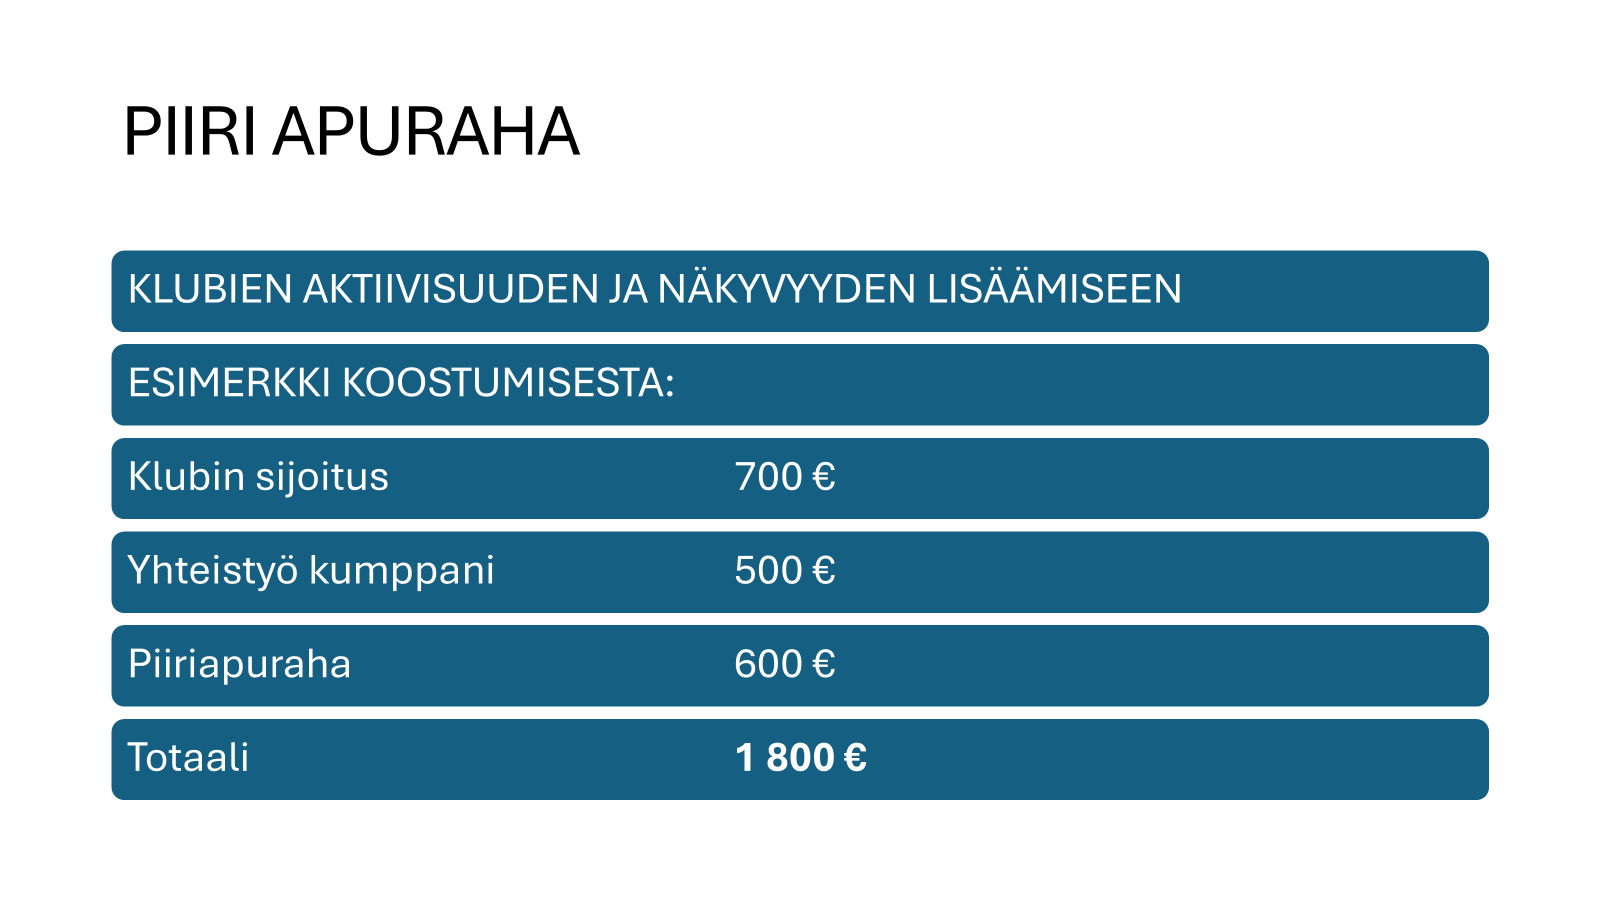 PIIRI APURAHA
KLUBIEN AKTIIVISUUDEN JA NÄKYVYYDEN LISÄÄMISEEN
ESIMERKKI KOOSTUMISESTA:
Klubin sijoitus 700 €
Yhteistyö kumppani 500 €
Piiriapuraha 600 €
Totaali 1 800 €